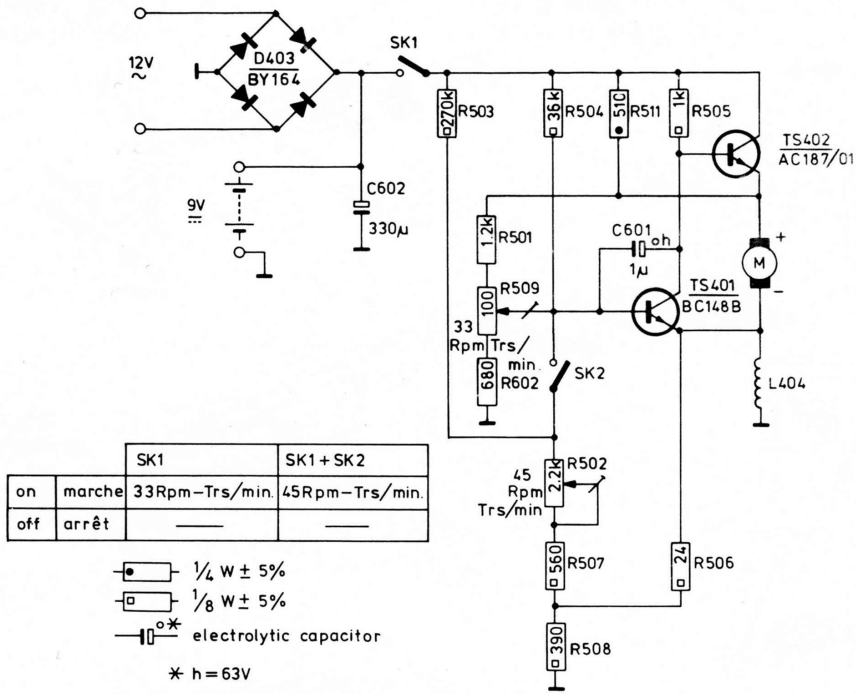 12V
~
D403
BY164
SK1
270k
R503
36k
R504
510
R511
1k
R505
TS402
AC187/01
9V
C602
330μ
1.2k
R501
C601
oh
1μ
+
M
-
R509
100
33
Rpm Trs/
min.
TS401
BC148B
680
R602
SK2
L404
R502
2.2k
45
Rpm
Trs/min
560
R507
24
R506
390
R508
SK1
SK1+SK2
on
marche
33Rpm-Trs/min.
45Rpm-Trs/min.
off
arrêt
—
—
1/4 W ± 5%
1/8 W ± 5%
o* electrolytic capacitor
* h=63V